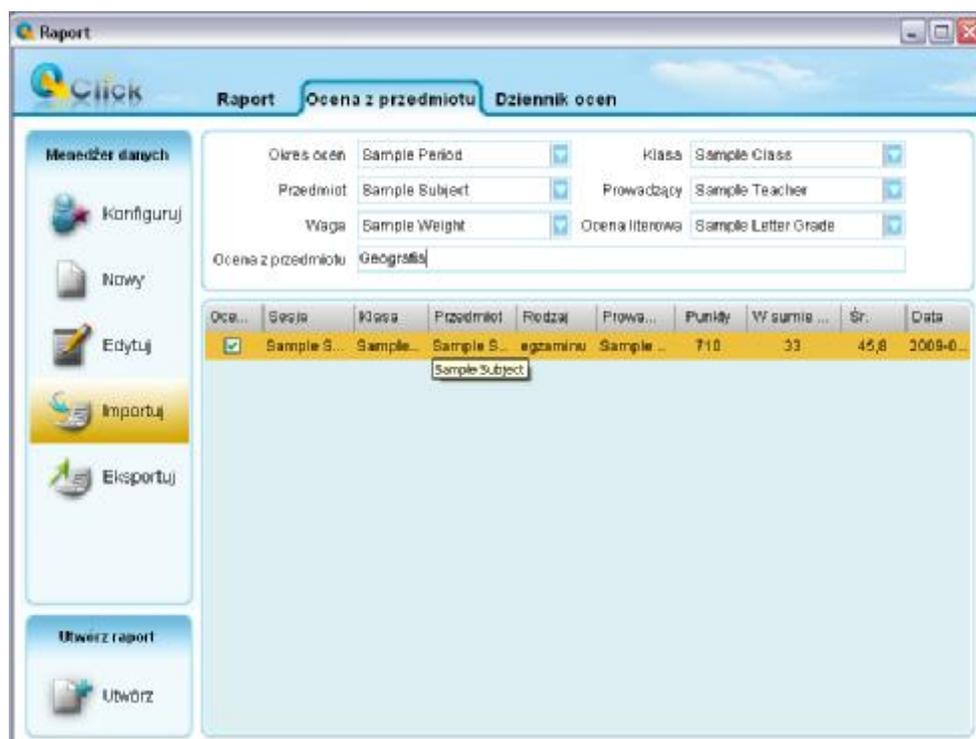 Raport
Click
Raport Ocena z przedmiotu Dziennik ocen
Menedżer danych
Konfiguruj
Nowy
Edytuj
Importuj
Eksportuj
Utwórz raport
Utwórz
Okres ocen Sample Period Klasa Sample Class
Przedmiot Sample Subject Prowadzący Sample Teacher
Waga Sample Weight Ocena literowa Sample Letter Grade
Ocena z przedmiotu Geografia
Oce... Sesja Klasa Przedmiot Rodzaj Prowa... Punkty W sumie ... Śr. Data
Sample S... Sample... Sample S... egzaminu Sample ... 710 33 45,8 2009-0...
Sample Subject